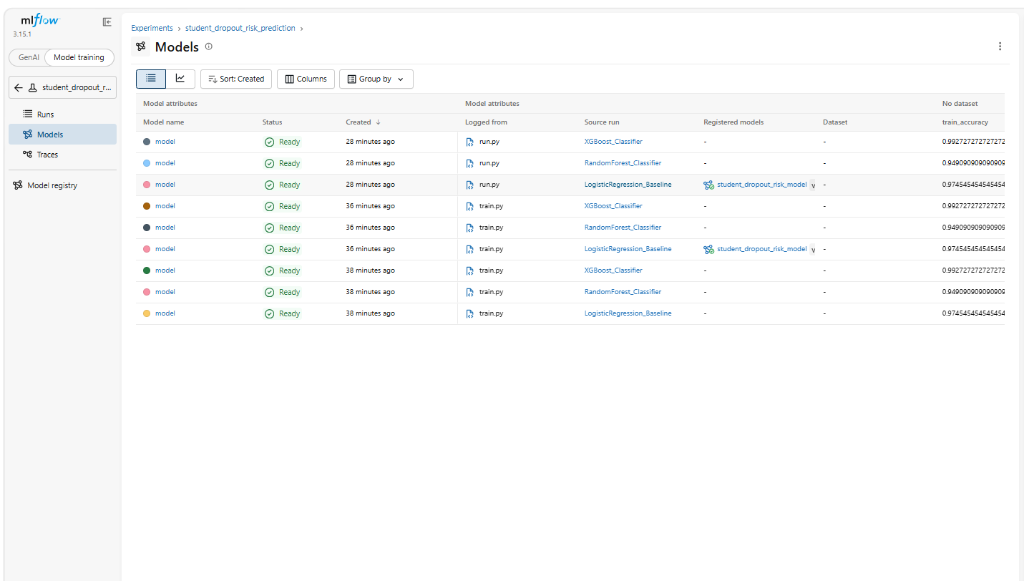 mlflow
3.15.1
GenAI Model training
student_dropout_r...
Runs
Models
Traces
Model registry
Experiments › student_dropout_risk_prediction ›
Models
Sort: Created Columns Group by
Model attributes Model attributes No dataset
Model name Status Created Logged from Source run Registered models Dataset train_accuracy
model Ready 28 minutes ago run.py XGBoost_Classifier - - 0.992727272727272
model Ready 28 minutes ago run.py RandomForest_Classifier - - 0.949090909090909
model Ready 28 minutes ago run.py LogisticRegression_Baseline student_dropout_risk_model v - 0.974545454545454
model Ready 36 minutes ago train.py XGBoost_Classifier - - 0.992727272727272
model Ready 36 minutes ago train.py RandomForest_Classifier - - 0.949090909090909
model Ready 36 minutes ago train.py LogisticRegression_Baseline student_dropout_risk_model v - 0.974545454545454
model Ready 38 minutes ago train.py XGBoost_Classifier - - 0.992727272727272
model Ready 38 minutes ago train.py RandomForest_Classifier - - 0.949090909090909
model Ready 38 minutes ago train.py LogisticRegression_Baseline - - 0.974545454545454